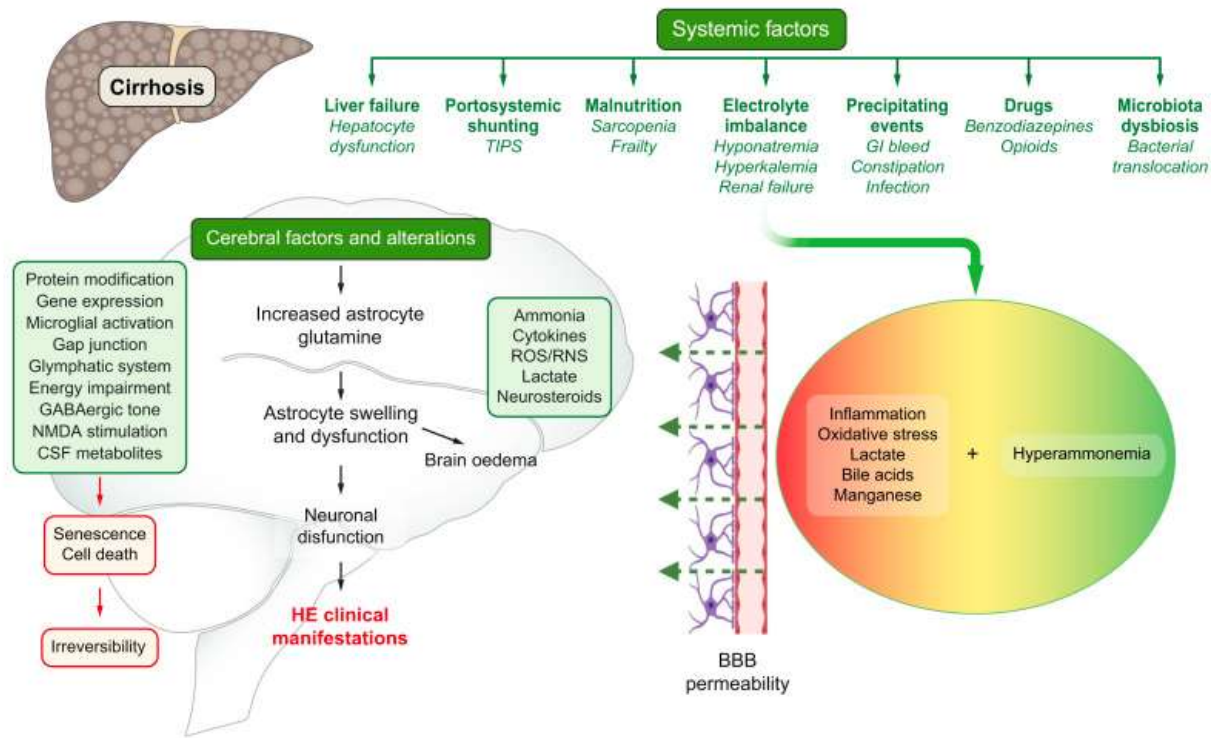 Cirrhosis
Systemic factors
Liver failure
Hepatocyte
dysfunction
Portosystemic
shunting
TIPS
Malnutrition
Sarcopenia
Frailty
Electrolyte
imbalance
Hyponatremia
Hyperkalemia
Renal failure
Precipitating
events
GI bleed
Constipation
Infection
Drugs
Benzodiazepines
Opioids
Microbiota
dysbiosis
Bacterial
translocation
Cerebral factors and alterations
Protein modification
Gene expression
Microglial activation
Gap junction
Glymphatic system
Energy impairment
GABAergic tone
NMDA stimulation
CSF metabolites
Senescence
Cell death
Irreversibility
Increased astrocyte
glutamine
Astrocyte swelling
and dysfunction
Brain oedema
Neuronal
disfunction
HE clinical
manifestations
Ammonia
Cytokines
ROS/RNS
Lactate
Neurosteroids
BBB
permeability
Inflammation
Oxidative stress
Lactate
Bile acids
Manganese
+
Hyperammonemia